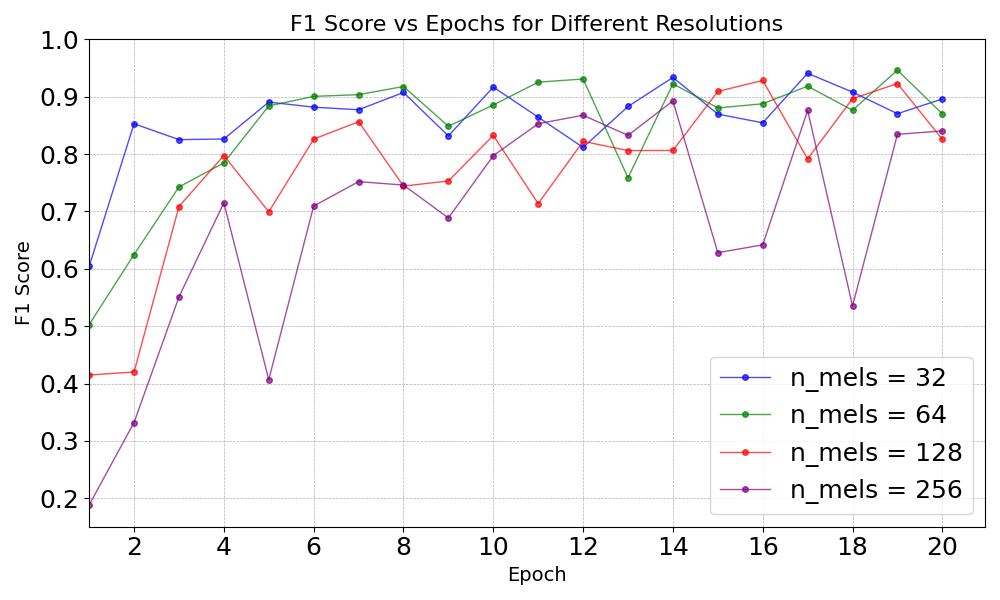 F1 Score vs Epochs for Different Resolutions
1.0
0.9
0.8
0.7
0.6
0.5
0.4
0.3
0.2
F1 Score
n_mels = 32
n_mels = 64
n_mels = 128
n_mels = 256
2 4 6 8 10 12 14 16 18 20
Epoch